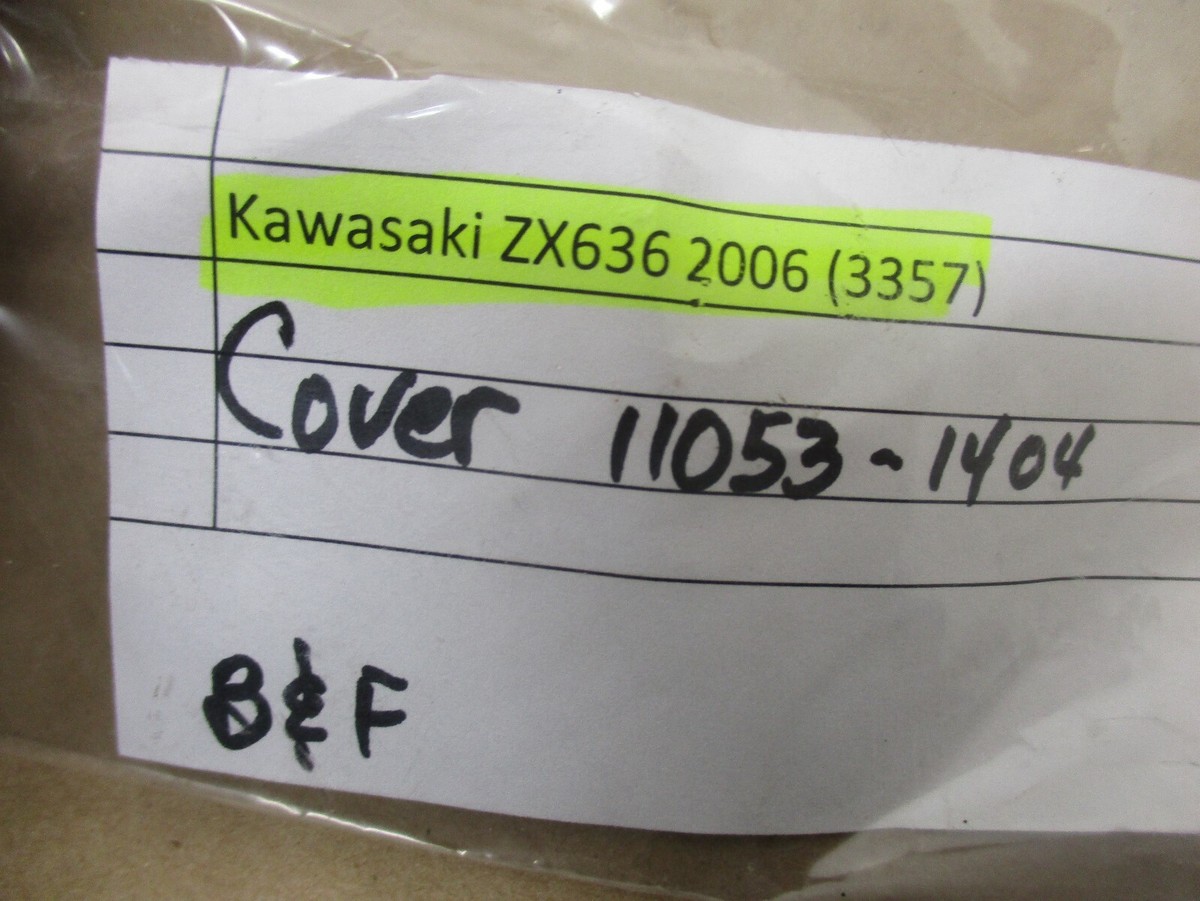 Kawasaki ZX636 2006 (3357)
Cover 11053-1404
B&F